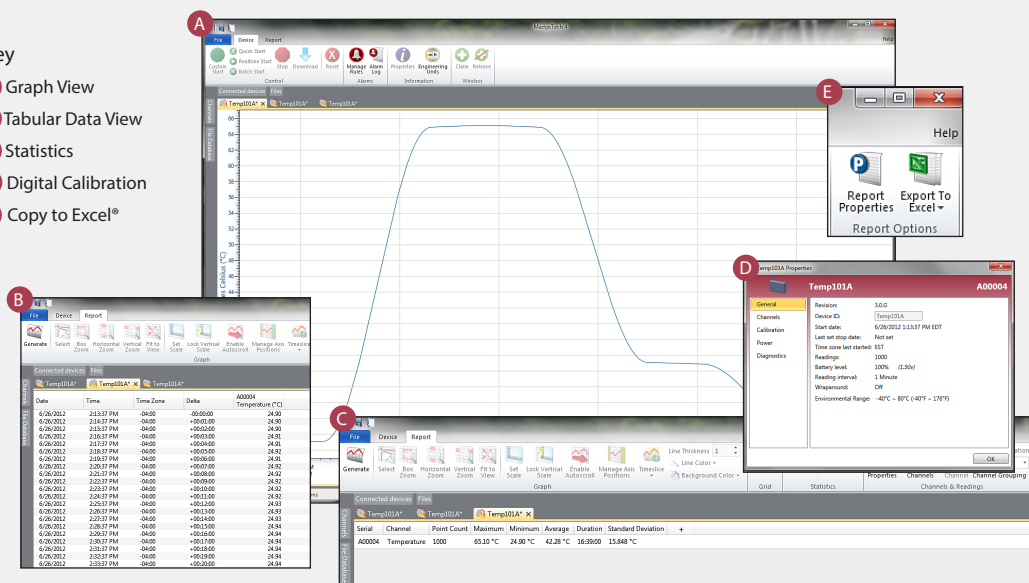 ey
Graph View
Tabular Data View
Statistics
Digital Calibration
Copy to Excel®
A
MadgeTech 4
File Device Report
Help
Custom Start
Quick Start
Realtime Start
Batch Start
Stop Download Reset Manage Rules Alarm Log Properties Engineering Units Claim Release
Control Alarms Information Wireless
Connected devices Files
Temp101A* Temp101A* Temp101A*
Channels
File Database
66
64
62
60
58
56
54
52
50
48
46
44
es Celsius (°C)
E
Help
Report Properties
Export To Excel
Report Options
D
emp101A Properties
Temp101A A00004
General
Channels
Calibration
Power
Diagnostics
Revision: 3.0.G
Device ID: Temp101A
Start date: 6/26/2012 1:13:37 PM EDT
Last set stop date: Not set
Time zone last started: EST
Readings: 1000
Battery level: 100% (1.50v)
Reading interval: 1 Minute
Wraparound: Off
Environmental Range: -40°C ~ 80°C (-40°F ~ 176°F)
OK
B
File Device Report
Generate Select Box Zoom Horizontal Zoom Vertical Zoom Fit to View Set Scale Lock Vertical Scale Enable Autoscroll Manage Axis Positions Timeslice
Graph
Connected devices Files
Temp101A* Temp101A* Temp101A*
Channels
File Database
Date Time Time Zone Delta A00004 Temperature (°C)
6/26/2012 2:13:37 PM -04:00 -00:00:00 24.90
6/26/2012 2:14:37 PM -04:00 +00:01:00 24.90
6/26/2012 2:15:37 PM -04:00 +00:02:00 24.90
6/26/2012 2:16:37 PM -04:00 +00:03:00 24.91
6/26/2012 2:17:37 PM -04:00 +00:04:00 24.91
6/26/2012 2:18:37 PM -04:00 +00:05:00 24.92
6/26/2012 2:19:37 PM -04:00 +00:06:00 24.91
6/26/2012 2:20:37 PM -04:00 +00:07:00 24.92
6/26/2012 2:21:37 PM -04:00 +00:08:00 24.92
6/26/2012 2:22:37 PM -04:00 +00:09:00 24.92
6/26/2012 2:23:37 PM -04:00 +00:10:00 24.92
6/26/2012 2:24:37 PM -04:00 +00:11:00 24.92
6/26/2012 2:25:37 PM -04:00 +00:12:00 24.93
6/26/2012 2:26:37 PM -04:00 +00:13:00 24.93
6/26/2012 2:27:37 PM -04:00 +00:14:00 24.93
6/26/2012 2:28:37 PM -04:00 +00:15:00 24.94
6/26/2012 2:29:37 PM -04:00 +00:16:00 24.94
6/26/2012 2:30:37 PM -04:00 +00:17:00 24.94
6/26/2012 2:31:37 PM -04:00 +00:18:00 24.94
6/26/2012 2:32:37 PM -04:00 +00:19:00 24.94
6/26/2012 2:33:37 PM -04:00 +00:20:00 24.94
C
File Device Report
Generate Select Box Zoom Horizontal Zoom Vertical Zoom Fit to View Set Scale Lock Vertical Scale Enable Autoscroll Manage Axis Positions Timeslice
Line Thickness 1
Line Color
Background Color
Properties Channels Channel Channel Grouping
Graph Grid Statistics Channels & Readings
Connected devices Files
Temp101A* Temp101A* Temp101A*
Channels
File Database
Serial Channel Point Count Maximum Minimum Average Duration Standard Deviation +
A00004 Temperature 1000 65.10 °C 24.90 °C 42.28 °C 16:39:00 15.848 °C